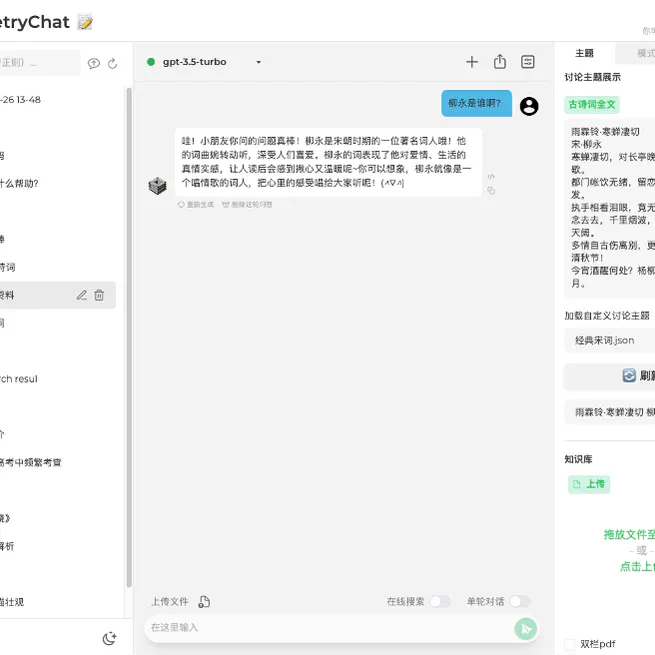 etryChat
正则）...
-26 13-48
什么帮助?
诗词
资料
rch resul
高考中频繁考查
解析
壮观
gpt-3.5-turbo
柳永是谁啊?
哇！小朋友你问的问题真棒！柳永是宋朝时期的一位著名词人哦！他
的词曲婉转动听，深受人们喜爱。柳永的词表现了他对爱情、生活的
真情实感，让人读后会感到揪心又温暖呢~你可以想象，柳永就像是一
个唱情歌的词人，把心里的感受唱给大家听呢！(^∇^)
重新生成
删除这轮问答
上传文件
在线搜索
单轮对话
在这里输入
主题
模式
讨论主题展示
古诗词全文
雨霖铃·寒蝉凄切
宋·柳永
寒蝉凄切，对长亭晚
歇。
都门帐饮无绪，留恋
发。
执手相看泪眼，竟无
念去去，千里烟波，
天阔。
多情自古伤离别，更
清秋节！
今宵酒醒何处？杨柳
月。
加载自定义讨论主题
经典宋词.json
刷新
雨霖铃·寒蝉凄切 柳
知识库
上传
拖放文件至
- 或 -
点击上传
双栏pdf